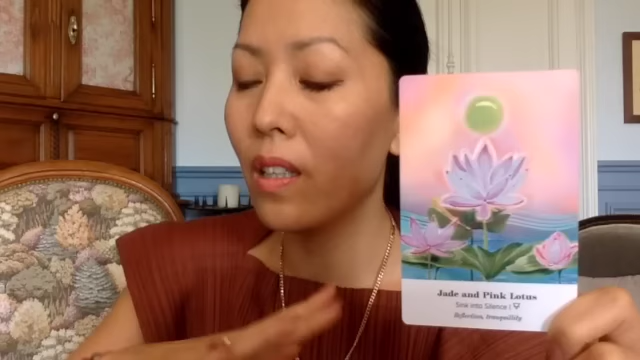 Jade and Pink Lotus
Sink into Silence |
Reflection, tranquillity